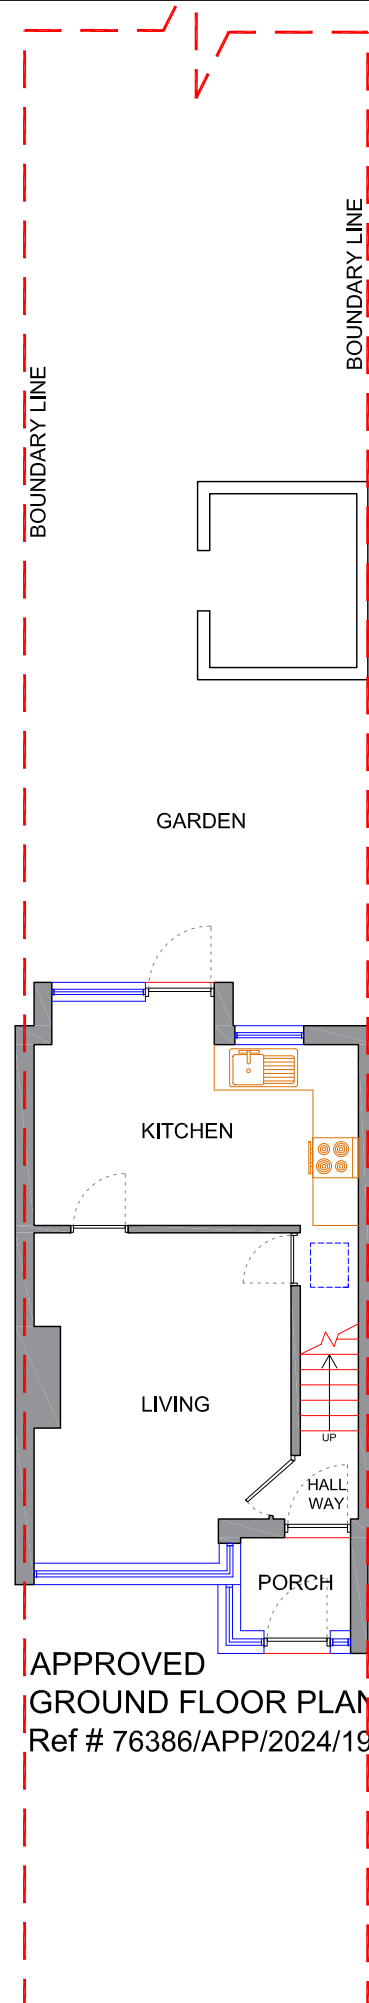 BOUNDARY LINE
BOUNDARY LINE
GARDEN
KITCHEN
LIVING
UP
HALL
WAY
PORCH
APPROVED
GROUND FLOOR PLAN
Ref # 76386/APP/2024/19